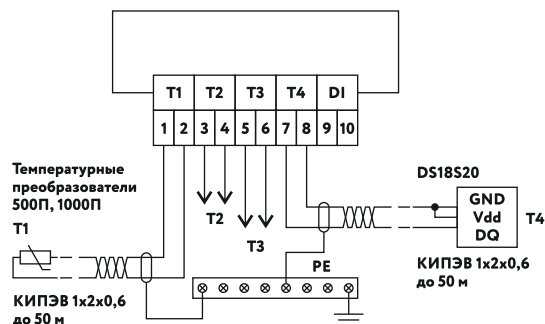 T1 T2 T3 T4 DI
1 2 3 4 5 6 7 8 9 10
Температурные
преобразователи
500П, 1000П
T1
T2
T3
DS18S20
GND
Vdd
DQ
T4
КИПЭВ 1х2х0,6
до 50 м
PE
КИПЭВ 1х2х0,6
до 50 м